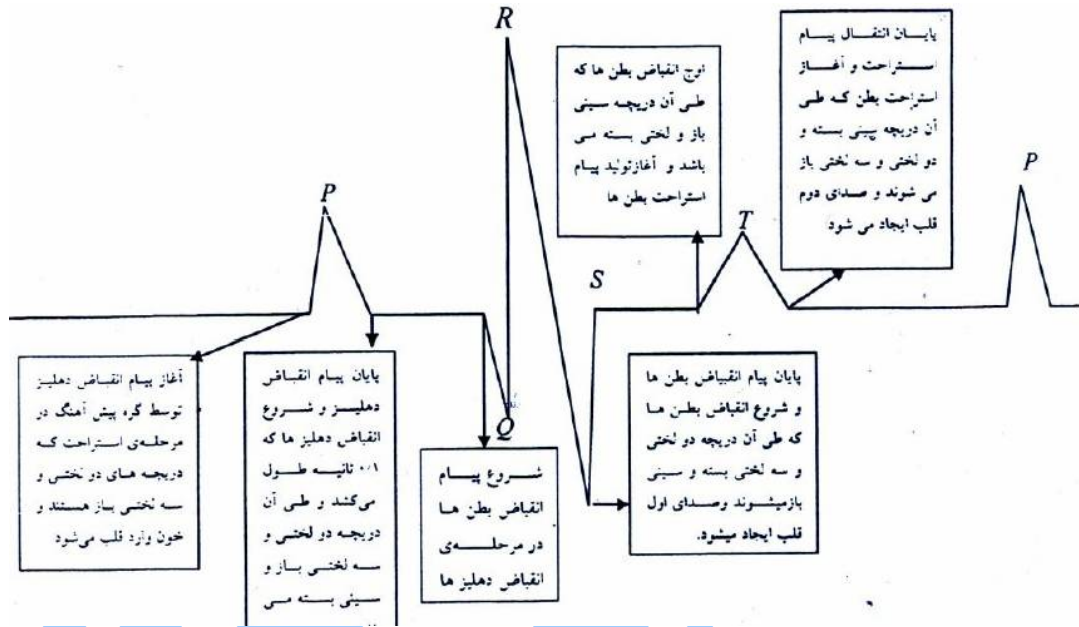 R
اوج انقباض بطن ها که
طی آن دریچه سینی
باز و لختی بسته می
باشد و آغازتولید پیام
استراحت بطن ها
پایان انتقال پیام
استراحت و آغاز
استراحت بطن که طی
آن دریچه سینی بسته و
دو لختی و سه لختی باز
می شوند و صدای دوم
قلب ایجاد می شود
P
P
T
S
Q
آغاز پیام انقباض دهلیز
توسط گره پیش آهنگ در
مرحله‌ی استراحت که
دریچه های دو لختی و
سه لختی باز هستند و
خون وارد قلب می‌شود
پایان پیام انقباض
دهلیز و شروع
انقباض دهلیز ها که
۰/۱ ثانیه طول
می‌کشد و طی آن
دریچه دو لختی و
سه لختی باز و
سینی بسته می
شروع پیام
انقباض بطن ها
در مرحله‌ی
انقباض دهلیز ها
پایان پیام انقبیاض بطن ها
و شروع انقباض بطن ها
که طی آن دریچه دو لختی
و سه لختی بسته و سینی
بازمیشوند وصدای اول
قلب ایجاد میشود.